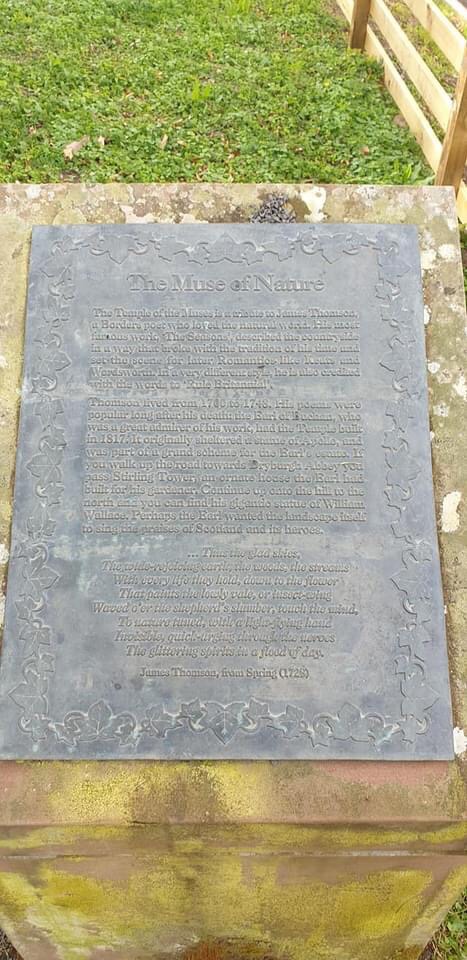 The Muse of Nature
The Temple of the Muses is a tribute to James Thomson,
a Borders poet who loved the natural world. His most
famous work, 'The Seasons', described the countryside
in a way that broke with the tradition of his time and
set the scene for later Romantics like Keats and
Wordsworth. In a very different style, he is also credited
with the words to "Rule Britannia!".
Thomson lived from 1700 to 1748. His poems were
popular long after his death: the Earl of Buchan, who
was a great admirer of his work, had the Temple built
in 1817. It originally sheltered a statue of Apollo, and
was part of a grand scheme for the Earl's estate. If
you walk up the road towards Dryburgh Abbey you
pass Stirling Tower, an ornate house the Earl had
built for his gardener. Continue up onto the hill to the
north and you can find his gigantic statue of William
Wallace. Perhaps the Earl wanted the landscape itself
to sing the praises of Scotland and its heroes.
... Thus the glad skies,
The wide-rejoicing earth, the woods, the streams
With every life they hold, down to the flower
That paints the lowly vale, or insect-wing
Waved o'er the shepherd's slumber, touch the mind,
To nature tuned, with a light-flying hand
Invisible, quick-urging through the nerves
The glittering spirits in a flood of day.
James Thomson, from Spring (1728)